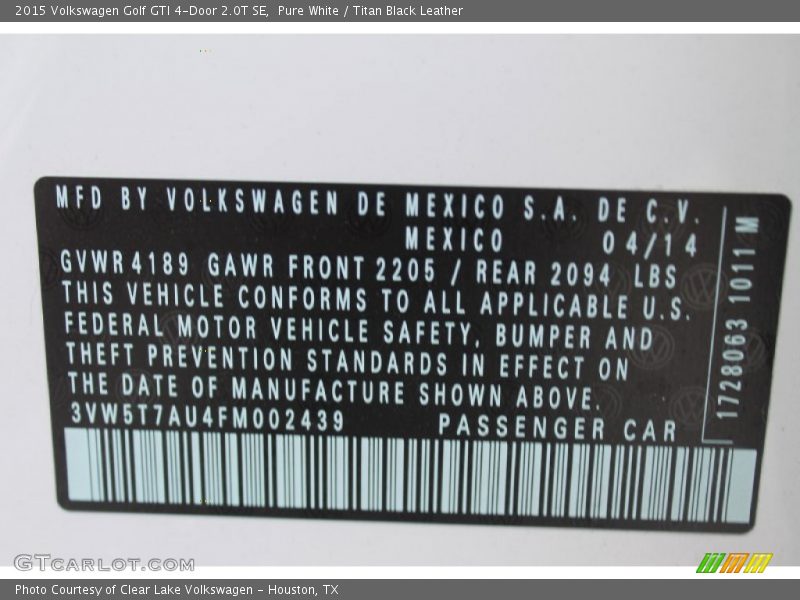 2015 Volkswagen Golf GTI 4-Door 2.0T SE,  Pure White / Titan Black Leather
MFD BY VOLKSWAGEN DE MEXICO S.A. DE C.V.
MEXICO 04/14
GVWR 4189 GAWR FRONT 2205 / REAR 2094 LBS
THIS VEHICLE CONFORMS TO ALL APPLICABLE U.S.
FEDERAL MOTOR VEHICLE SAFETY, BUMPER AND
THEFT PREVENTION STANDARDS IN EFFECT ON
THE DATE OF MANUFACTURE SHOWN ABOVE.
3VW5T7AU4FM002439 PASSENGER CAR
1728063 1011 M
GTCARLOT.COM
Photo Courtesy of Clear Lake Volkswagen - Houston, TX